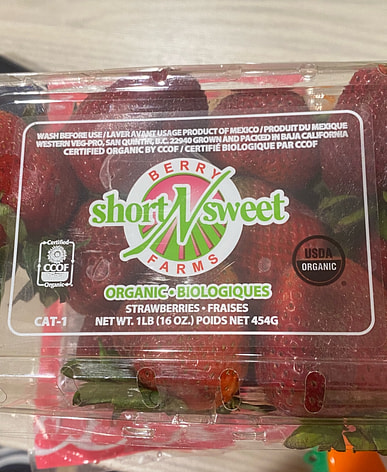 WASH BEFORE USE / LAVER AVANT USAGE PRODUCT OF MEXICO / PRODUIT DU MEXIQUE
WESTERN VEG-PRO, SAN QUINTIN, B.C. 22940 GROWN AND PACKED IN BAJA CALIFORNIA
CERTIFIED ORGANIC BY CCOF / CERTIFIÉ BIOLOGIQUE PAR CCOF
BERRY
short N sweet
FARMS
Certified
CCOF
Organic
USDA
ORGANIC
ORGANIC • BIOLOGIQUES
STRAWBERRIES • FRAISES
CAT-1
NET WT. 1LB (16 OZ.) POIDS NET 454G